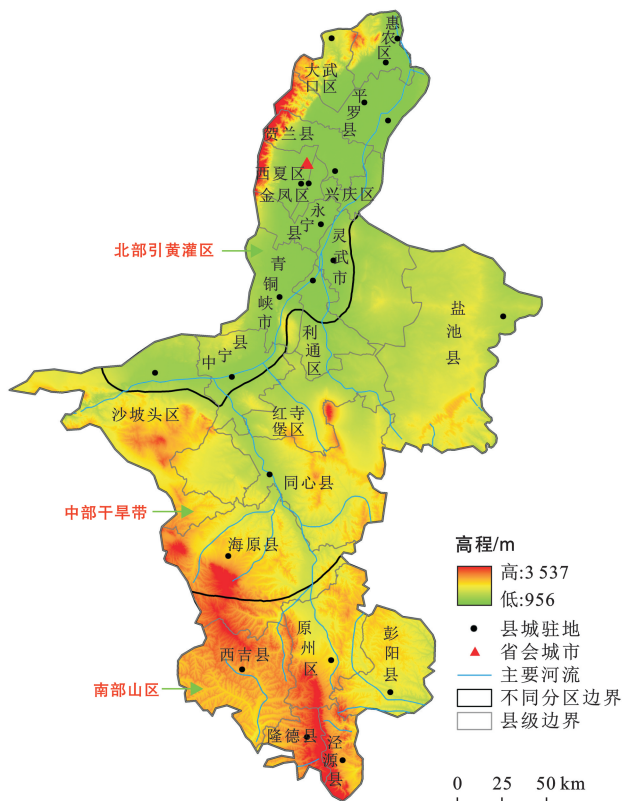 惠农区
大武口区
平罗县
贺兰县
西夏区
金凤区
兴庆区
永宁县
灵武市
北部引黄灌区
青铜峡市
利通区
盐池县
中宁县
沙坡头区
红寺堡区
同心县
中部干旱带
海原县
原州区
彭阳县
西吉县
南部山区
隆德县
泾源县
高程/m
高:3 537
低:956
县城驻地
省会城市
主要河流
不同分区边界
县级边界
0 25 50 km